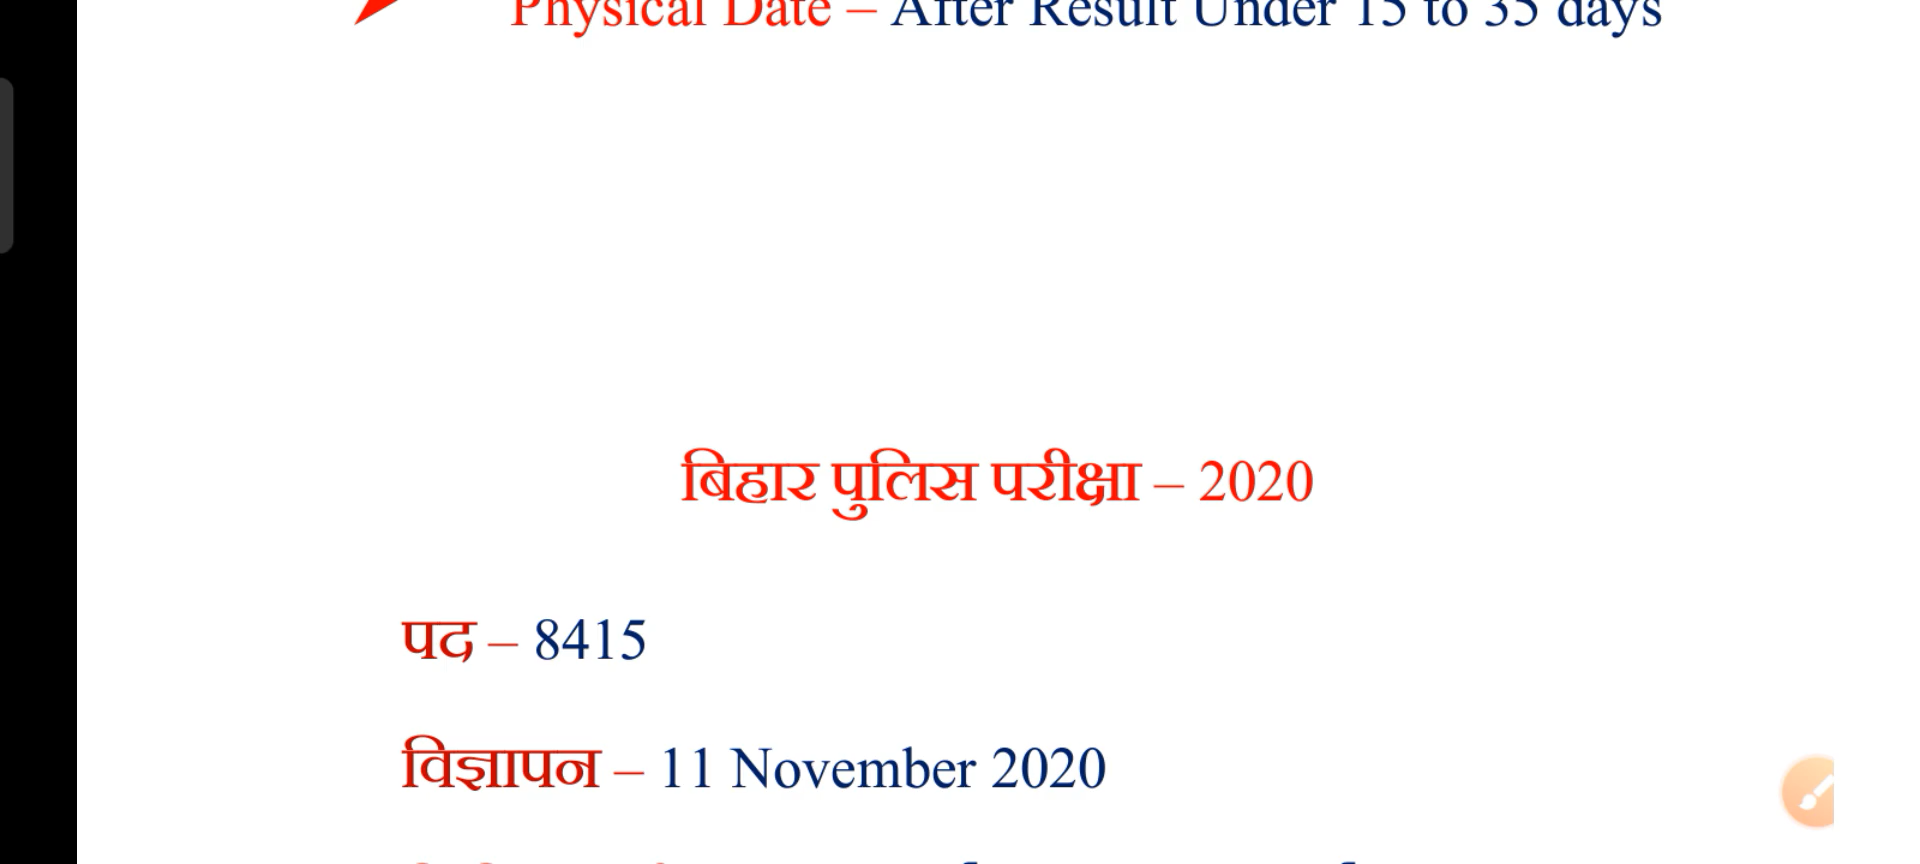 Physical Date – After Result Under 15 to 35 days
बिहार पुलिस परीक्षा – 2020
पद – 8415
विज्ञापन – 11 November 2020